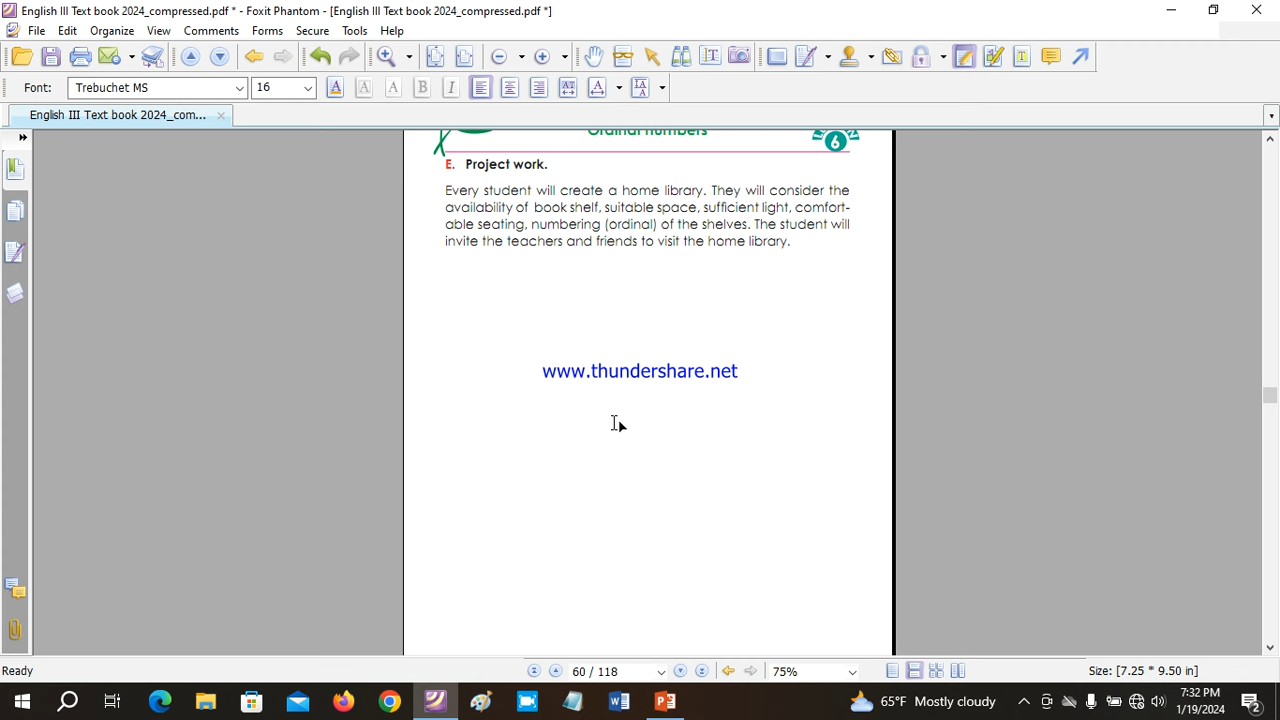 English III Text book 2024_compressed.pdf * - Foxit Phantom - [English III Text book 2024_compressed.pdf *]
File Edit Organize View Comments Forms Secure Tools Help
Font: Trebuchet MS 16
English III Text book 2024_com...
Ordinal numbers
6
E. Project work.
Every student will create a home library. They will consider the
availability of book shelf, suitable space, sufficient light, comfort-
able seating, numbering (ordinal) of the shelves. The student will
invite the teachers and friends to visit the home library.
www.thundershare.net
Ready 60 / 118 75% Size: [7.25 * 9.50 in]
65°F Mostly cloudy 7:32 PM
1/19/2024 2